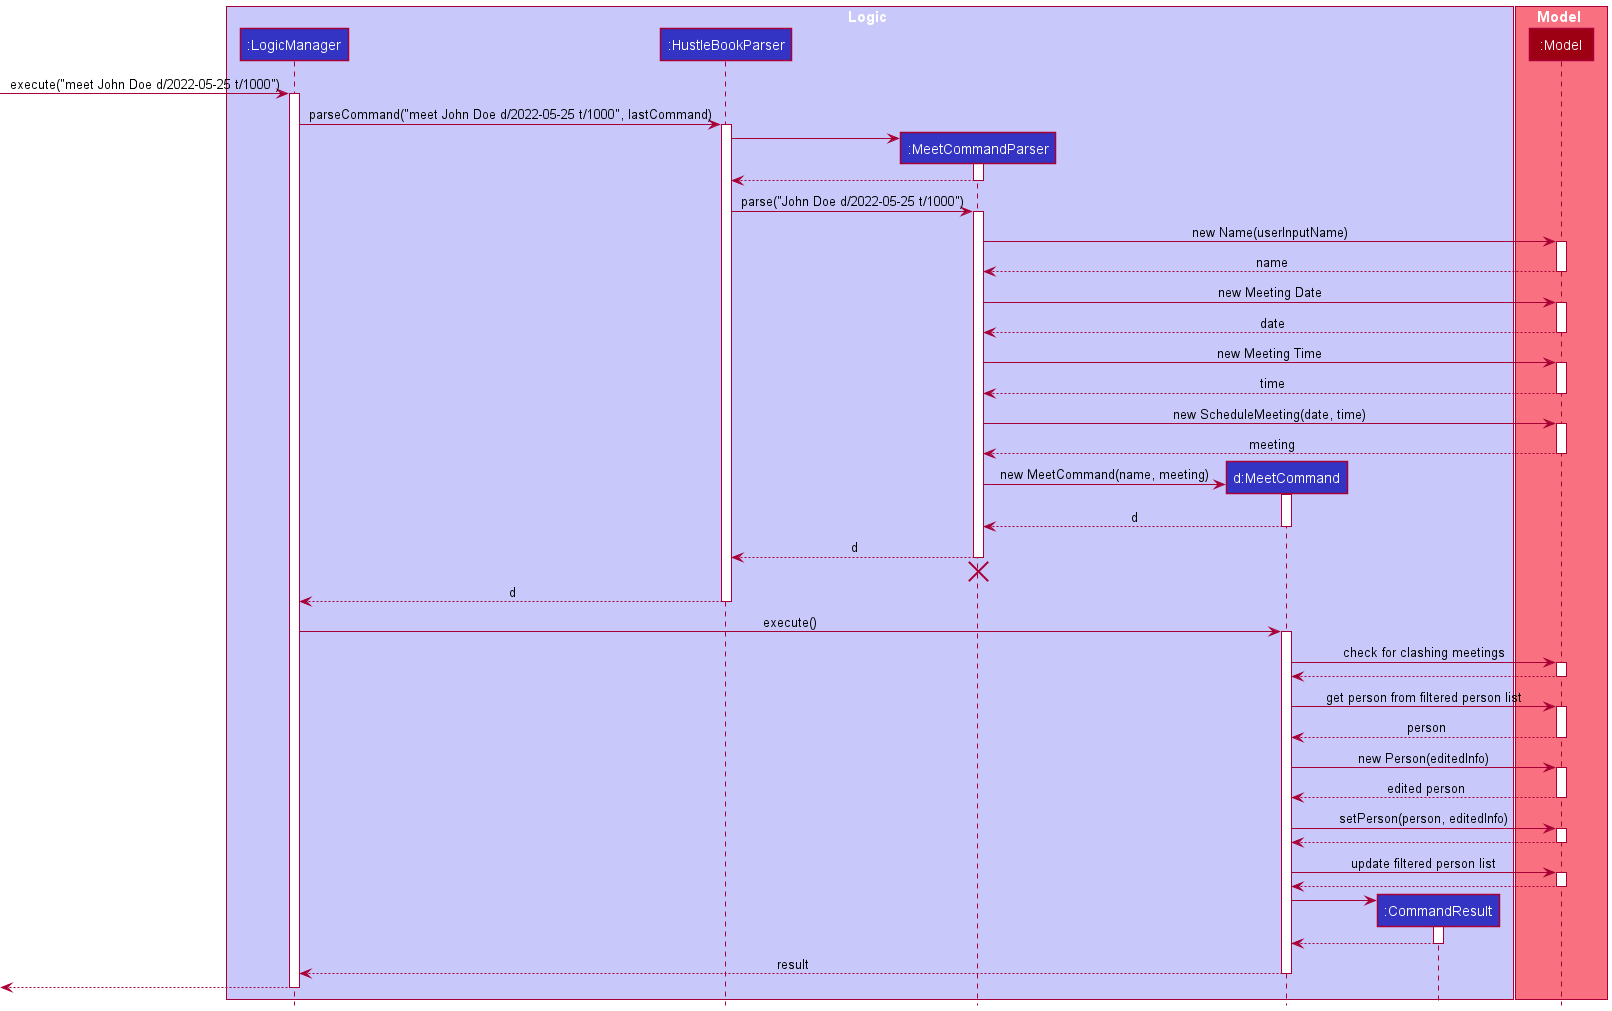 Logic
Model
:LogicManager
:HustleBookParser
:Model
execute("meet John Doe d/2022-05-25 t/1000")
parseCommand("meet John Doe d/2022-05-25 t/1000", lastCommand)
:MeetCommandParser
parse("John Doe d/2022-05-25 t/1000")
new Name(userInputName)
name
new Meeting Date
date
new Meeting Time
time
new ScheduleMeeting(date, time)
meeting
new MeetCommand(name, meeting)
d:MeetCommand
d
d
d
execute()
check for clashing meetings
get person from filtered person list
person
new Person(editedInfo)
edited person
setPerson(person, editedInfo)
update filtered person list
:CommandResult
result